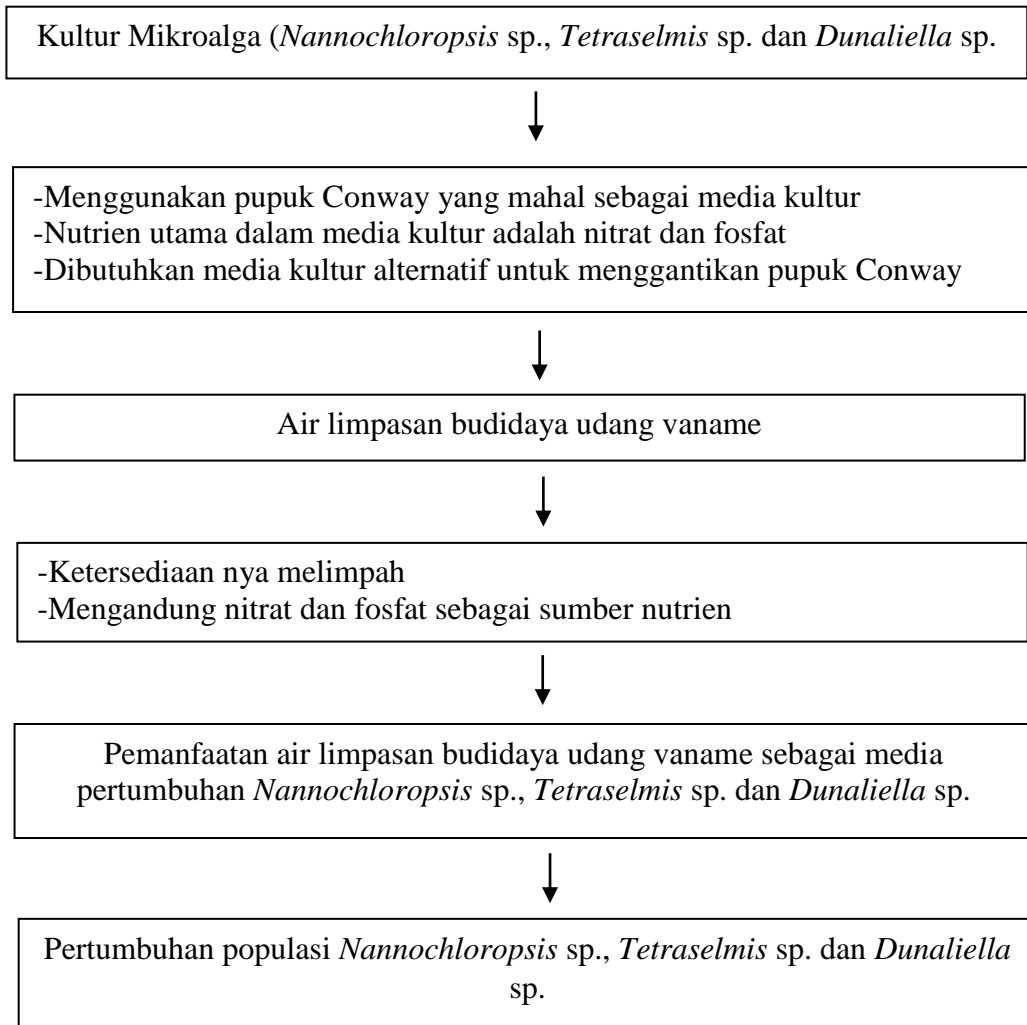 Kultur Mikroalga (Nannochloropsis sp., Tetraselmis sp. dan Dunaliella sp.
-Menggunakan pupuk Conway yang mahal sebagai media kultur
-Nutrien utama dalam media kultur adalah nitrat dan fosfat
-Dibutuhkan media kultur alternatif untuk menggantikan pupuk Conway
Air limpasan budidaya udang vaname
-Ketersediaan nya melimpah
-Mengandung nitrat dan fosfat sebagai sumber nutrien
Pemanfaatan air limpasan budidaya udang vaname sebagai media
pertumbuhan Nannochloropsis sp., Tetraselmis sp. dan Dunaliella sp.
Pertumbuhan populasi Nannochloropsis sp., Tetraselmis sp. dan Dunaliella
sp.